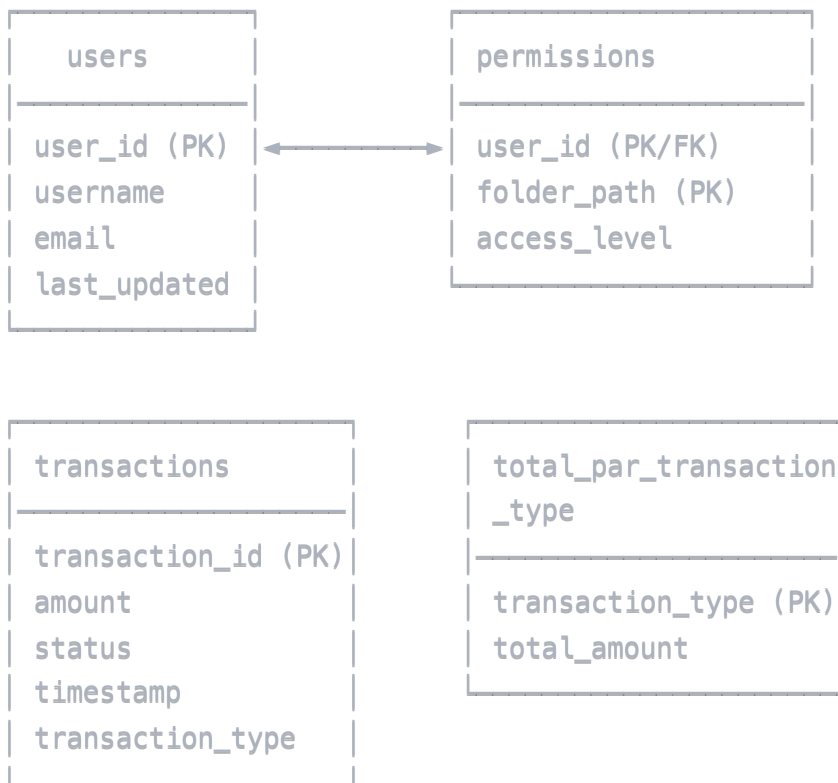 users
user_id (PK)
username
email
last_updated
permissions
user_id (PK/FK)
folder_path (PK)
access_level
transactions
transaction_id (PK)
amount
status
timestamp
transaction_type
total_par_transaction
_type
transaction_type (PK)
total_amount